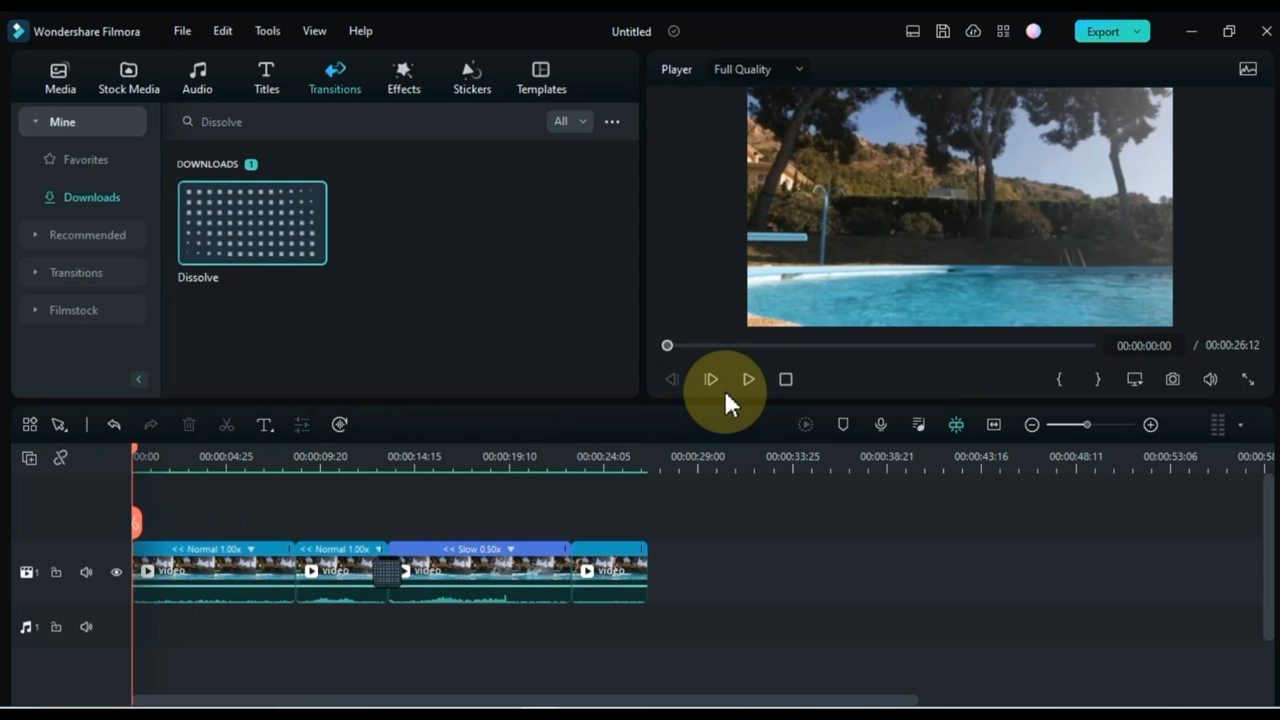 Wondershare Filmora File Edit Tools View Help Untitled Export
Media Stock Media Audio Titles Transitions Effects Stickers Templates
Player Full Quality
Mine
Favorites
Downloads
Recommended
Transitions
Filmstock
Dissolve All
DOWNLOADS 1
Dissolve
00:00:00:00 / 00:00:26:12
00:00 00:00:04:25 00:00:09:20 00:00:14:15 00:00:19:10 00:00:24:05 00:00:29:00 00:00:33:25 00:00:38:21 00:00:43:16 00:00:48:11 00:00:53:06 00:00:58
<< Normal 1.00x << Normal 1.00x << Slow 0.50x
1 video video video video
1